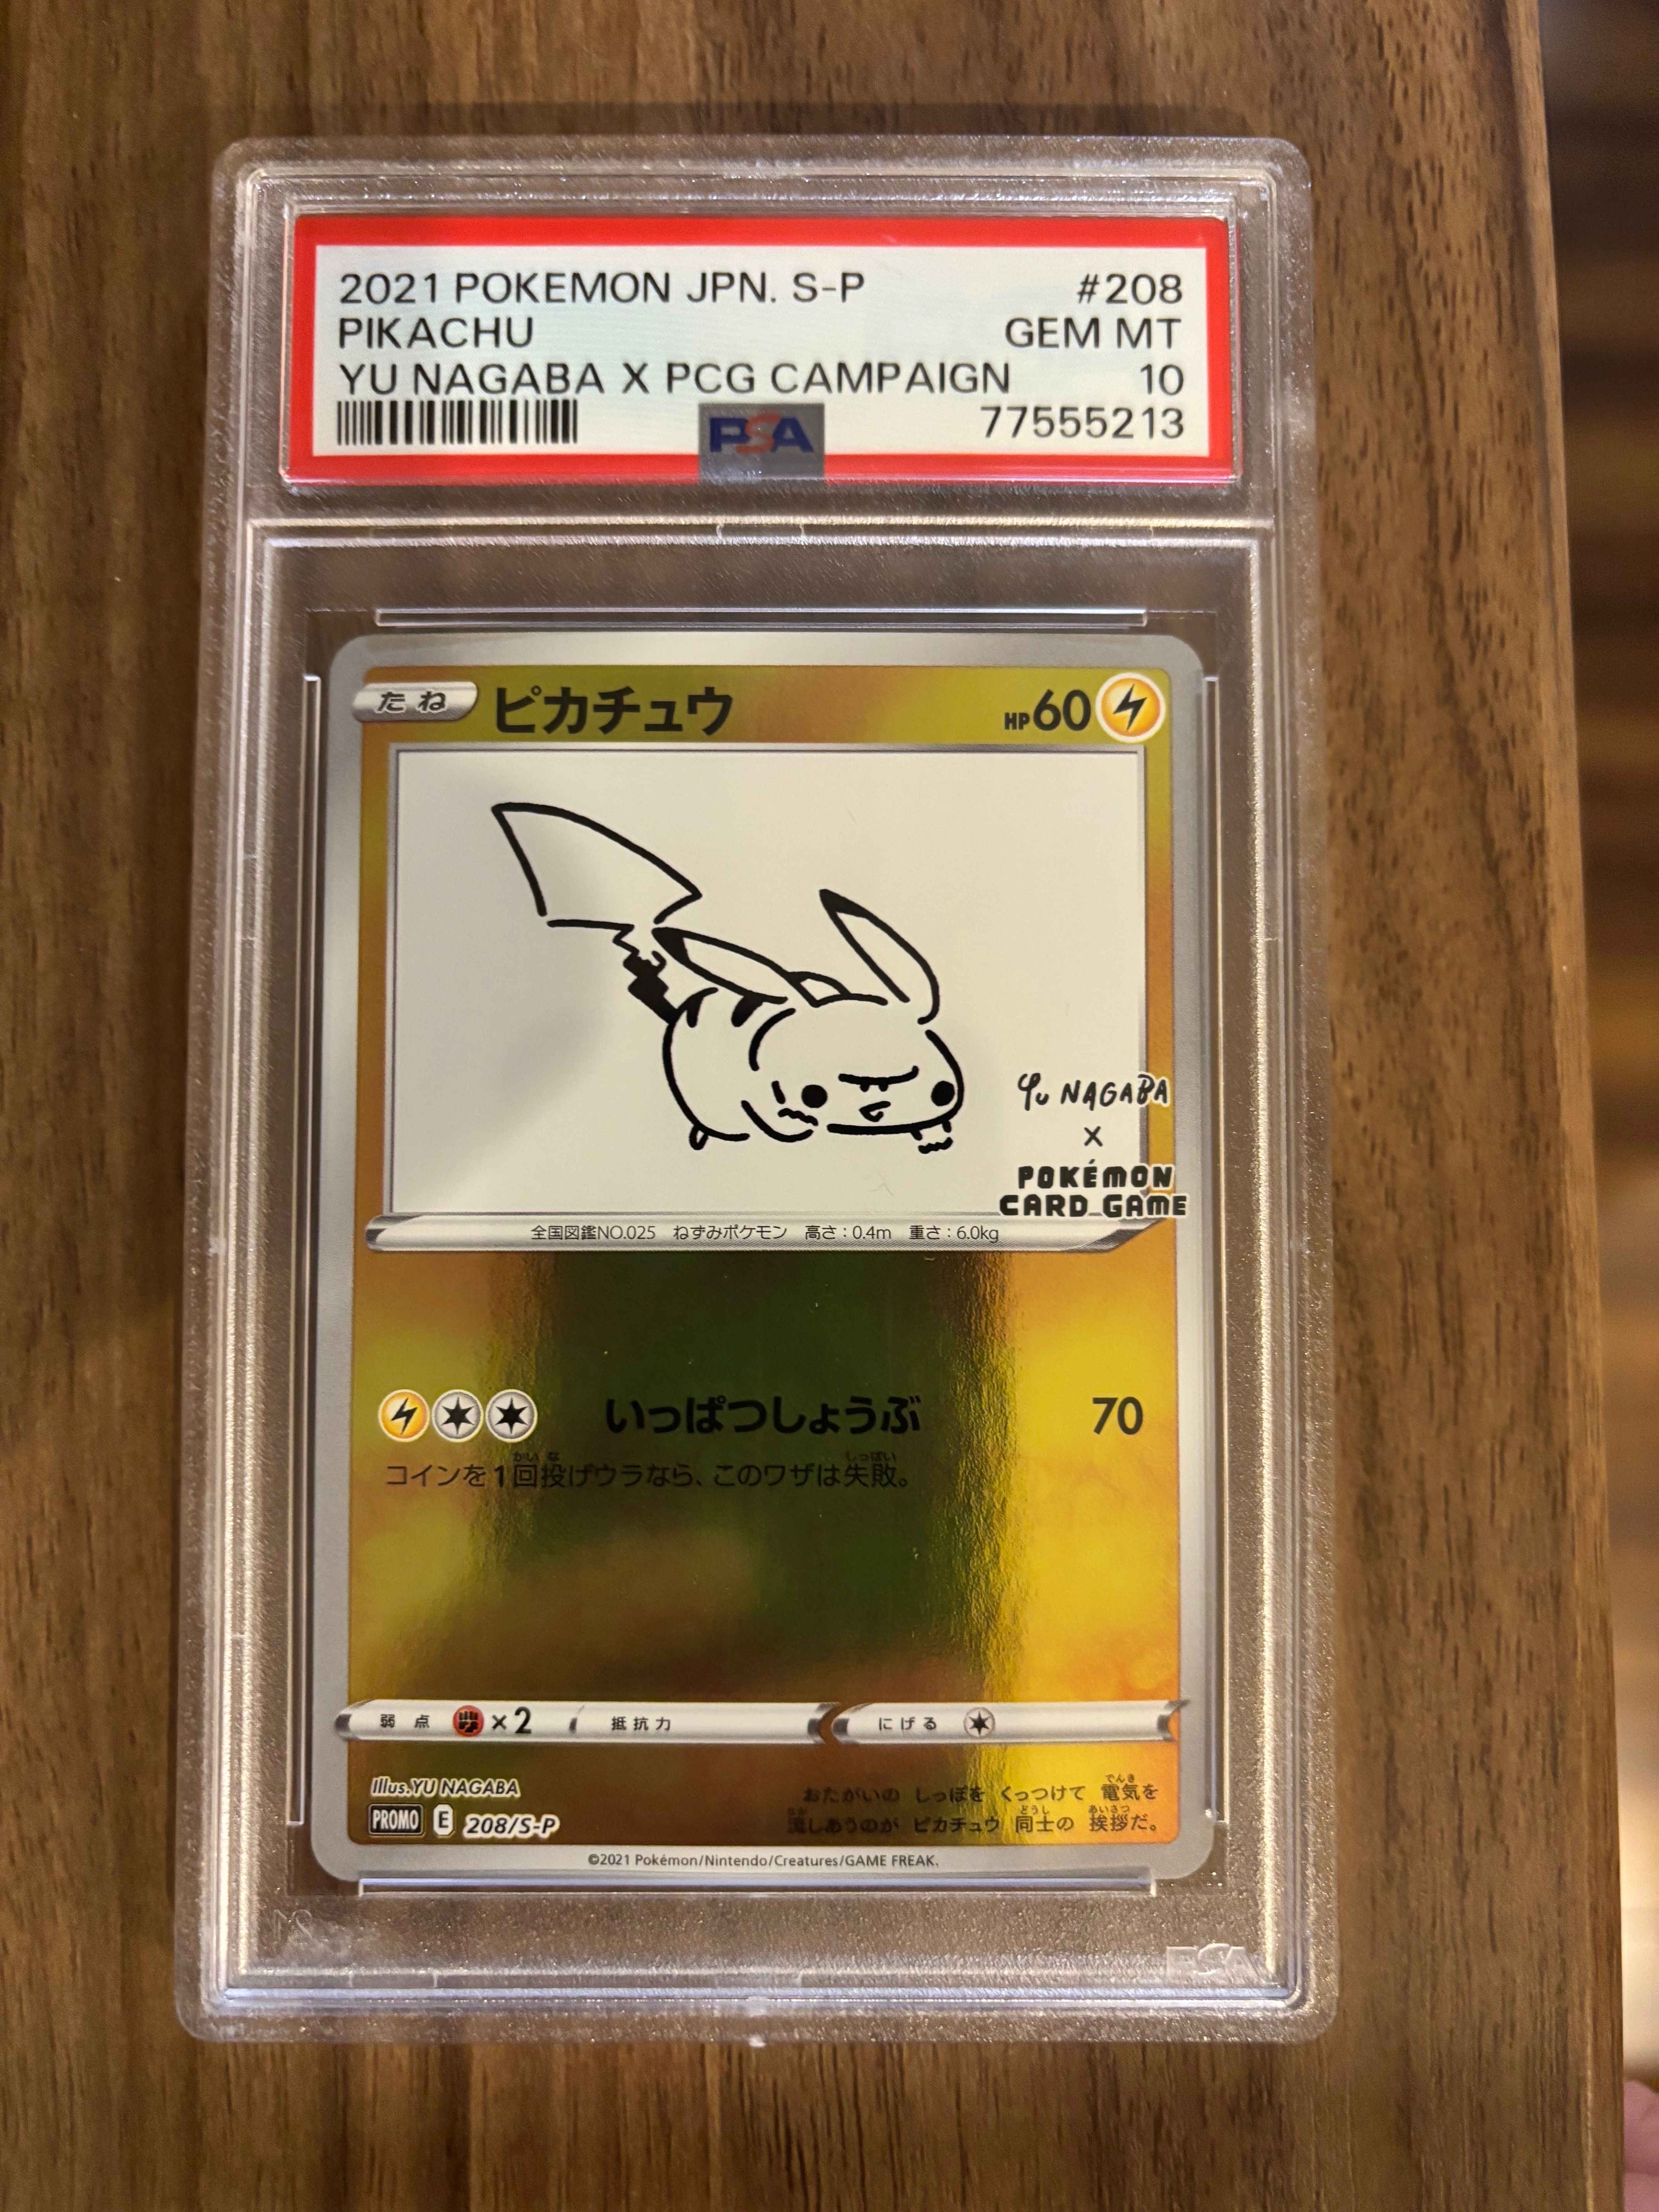 2021 POKEMON JPN. S-P #208
PIKACHU GEM MT
YU NAGABA X PCG CAMPAIGN 10
PSA 77555213
たね ピカチュウ HP60
YU NAGABA
X
POKÉMON
CARD GAME
全国図鑑NO.025 ねずみポケモン 高さ:0.4m 重さ:6.0kg
いっぱつしょうぶ 70
コインを1回投げウラなら、このワザは失敗。
弱点 ×2 抵抗力 にげる
Illus.YU NAGABA
おたがいの しっぽを くっつけて 電気を
PROMO E 208/S-P
流しあうのが ピカチュウ 同士の 挨拶だ。
©2021 Pokémon/Nintendo/Creatures/GAME FREAK.
PSA